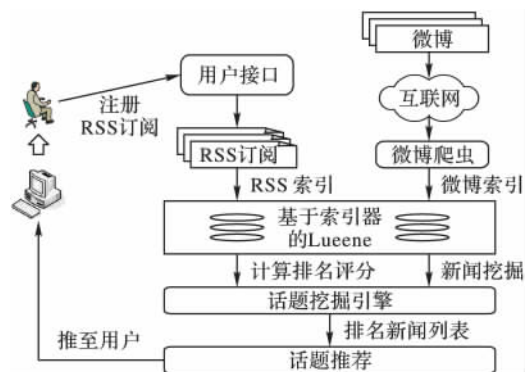 微博
用户接口
互联网
注册
RSS订阅
RSS订阅
微博爬虫
RSS 索引
微博索引
基于索引器
的Lueene
计算排名评分
新闻挖掘
话题挖掘引擎
排名新闻列表
推至用户
话题推荐